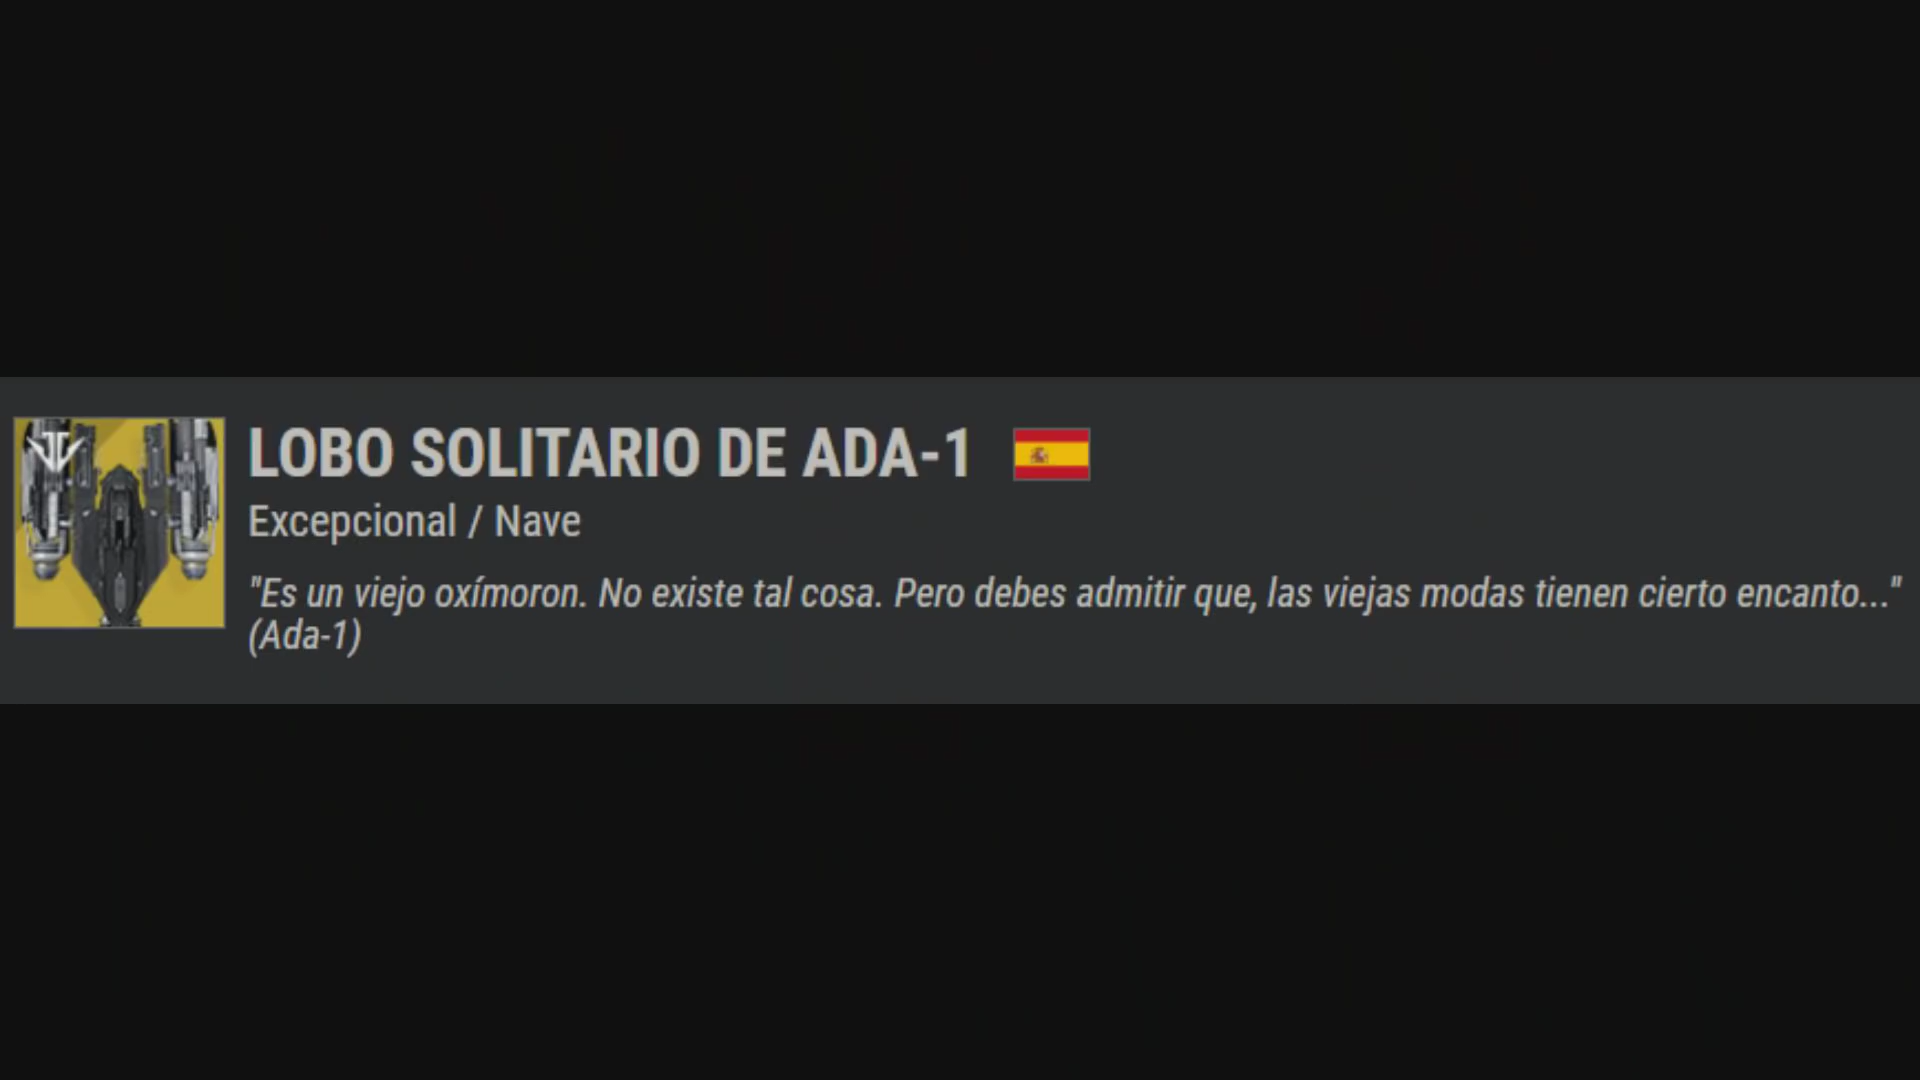 LOBO SOLITARIO DE ADA-1
Excepcional / Nave
"Es un viejo oxímoron. No existe tal cosa. Pero debes admitir que, las viejas modas tienen cierto encanto..."
(Ada-1)